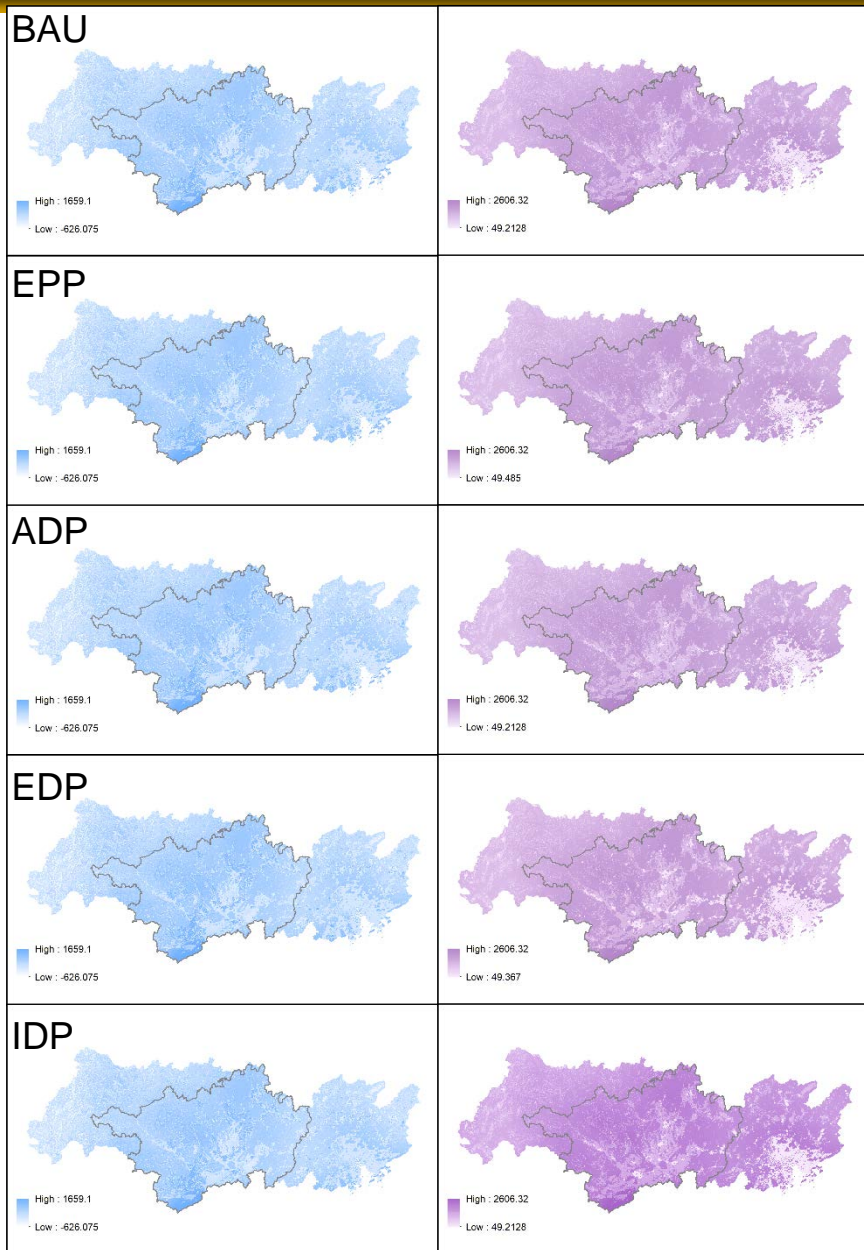 BAU
High : 1659.1
Low : -626.075
High : 2606.32
Low : 49.2128
EPP
High : 1659.1
Low : -626.075
High : 2606.32
Low : 49.485
ADP
High : 1659.1
Low : -626.075
High : 2606.32
Low : 49.2128
EDP
High : 1659.1
Low : -626.075
High : 2606.32
Low : 49.367
IDP
High : 1659.1
Low : -626.075
High : 2606.32
Low : 49.2128